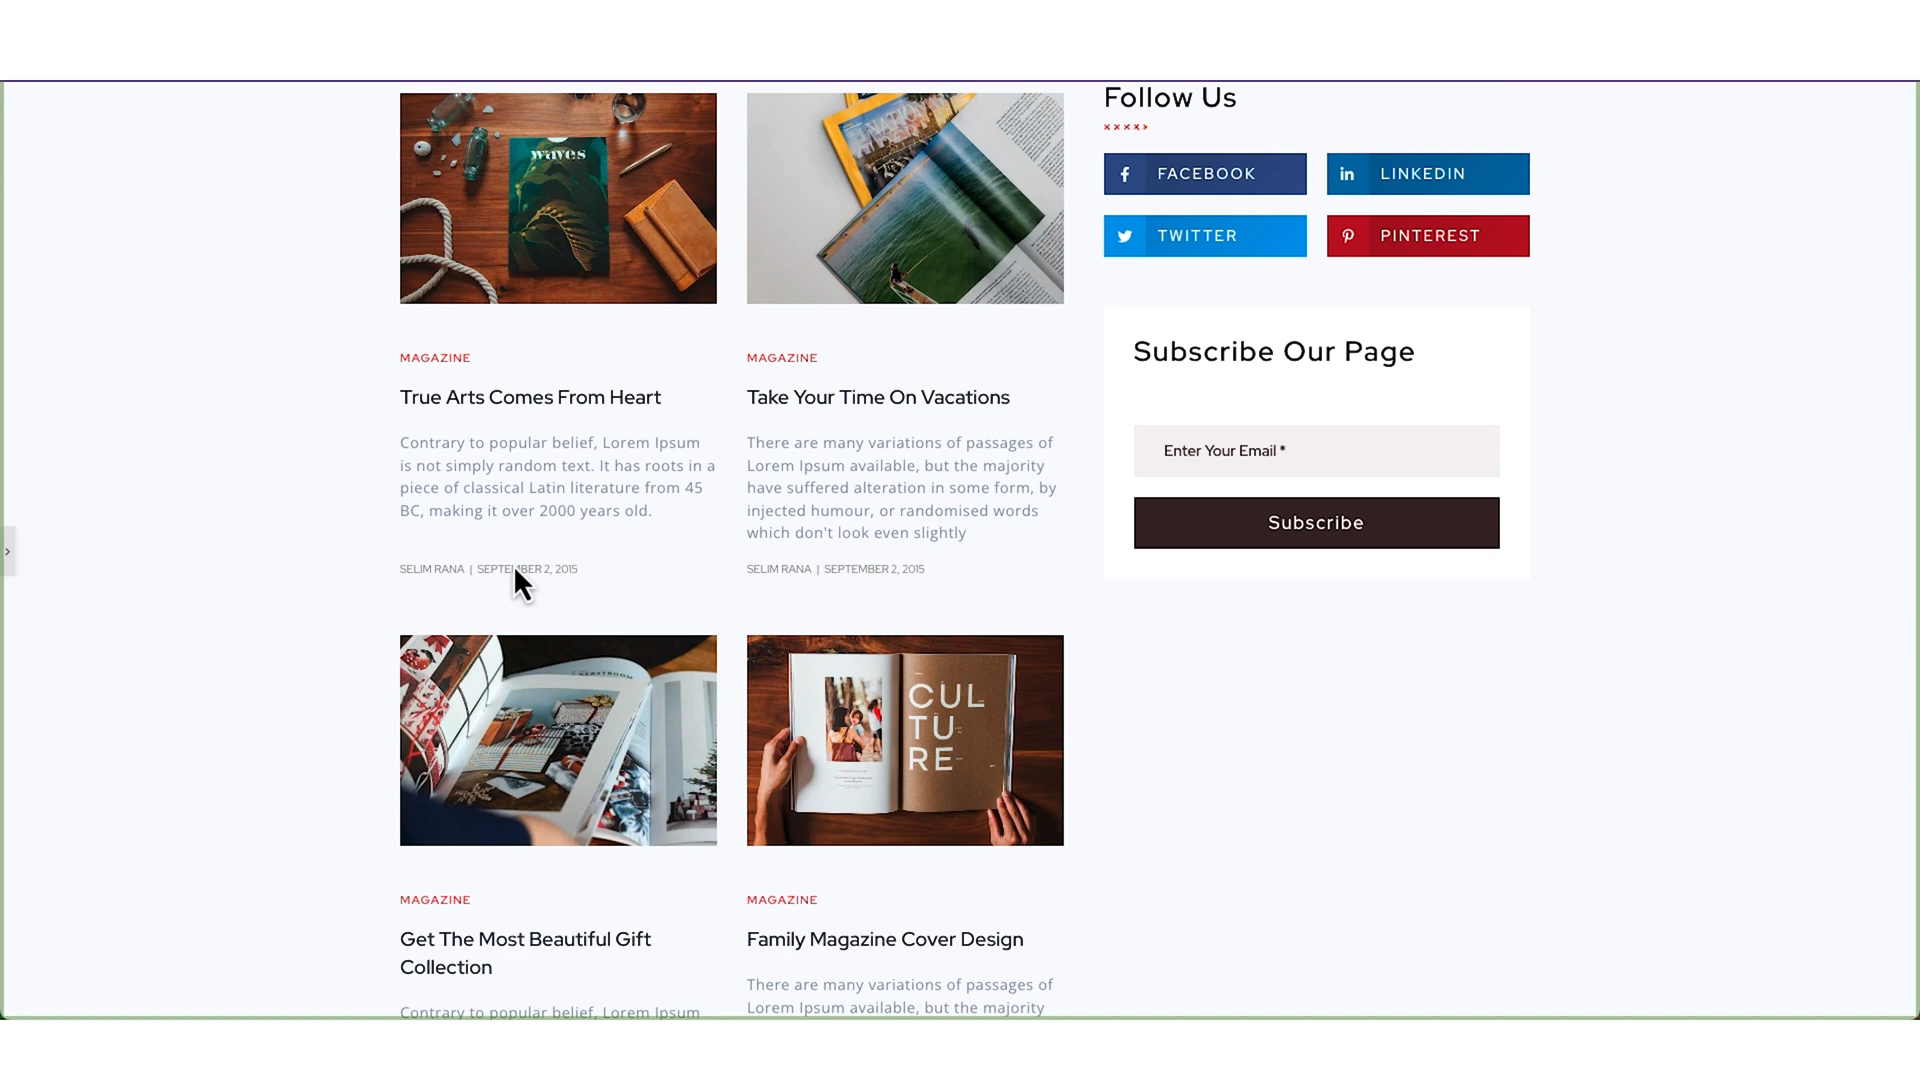 waves
Follow Us
FACEBOOK
LINKEDIN
TWITTER
PINTEREST
MAGAZINE
True Arts Comes From Heart
Contrary to popular belief, Lorem Ipsum
is not simply random text. It has roots in a
piece of classical Latin literature from 45
BC, making it over 2000 years old.
SELIM RANA | SEPTEMBER 2, 2015
MAGAZINE
Take Your Time On Vacations
There are many variations of passages of
Lorem Ipsum available, but the majority
have suffered alteration in some form, by
injected humour, or randomised words
which don't look even slightly
SELIM RANA | SEPTEMBER 2, 2015
Subscribe Our Page
Enter Your Email *
Subscribe
CUL
TU
RE
MAGAZINE
Get The Most Beautiful Gift
Collection
Contrary to popular belief, Lorem Ipsum
MAGAZINE
Family Magazine Cover Design
There are many variations of passages of
Lorem Ipsum available, but the majority